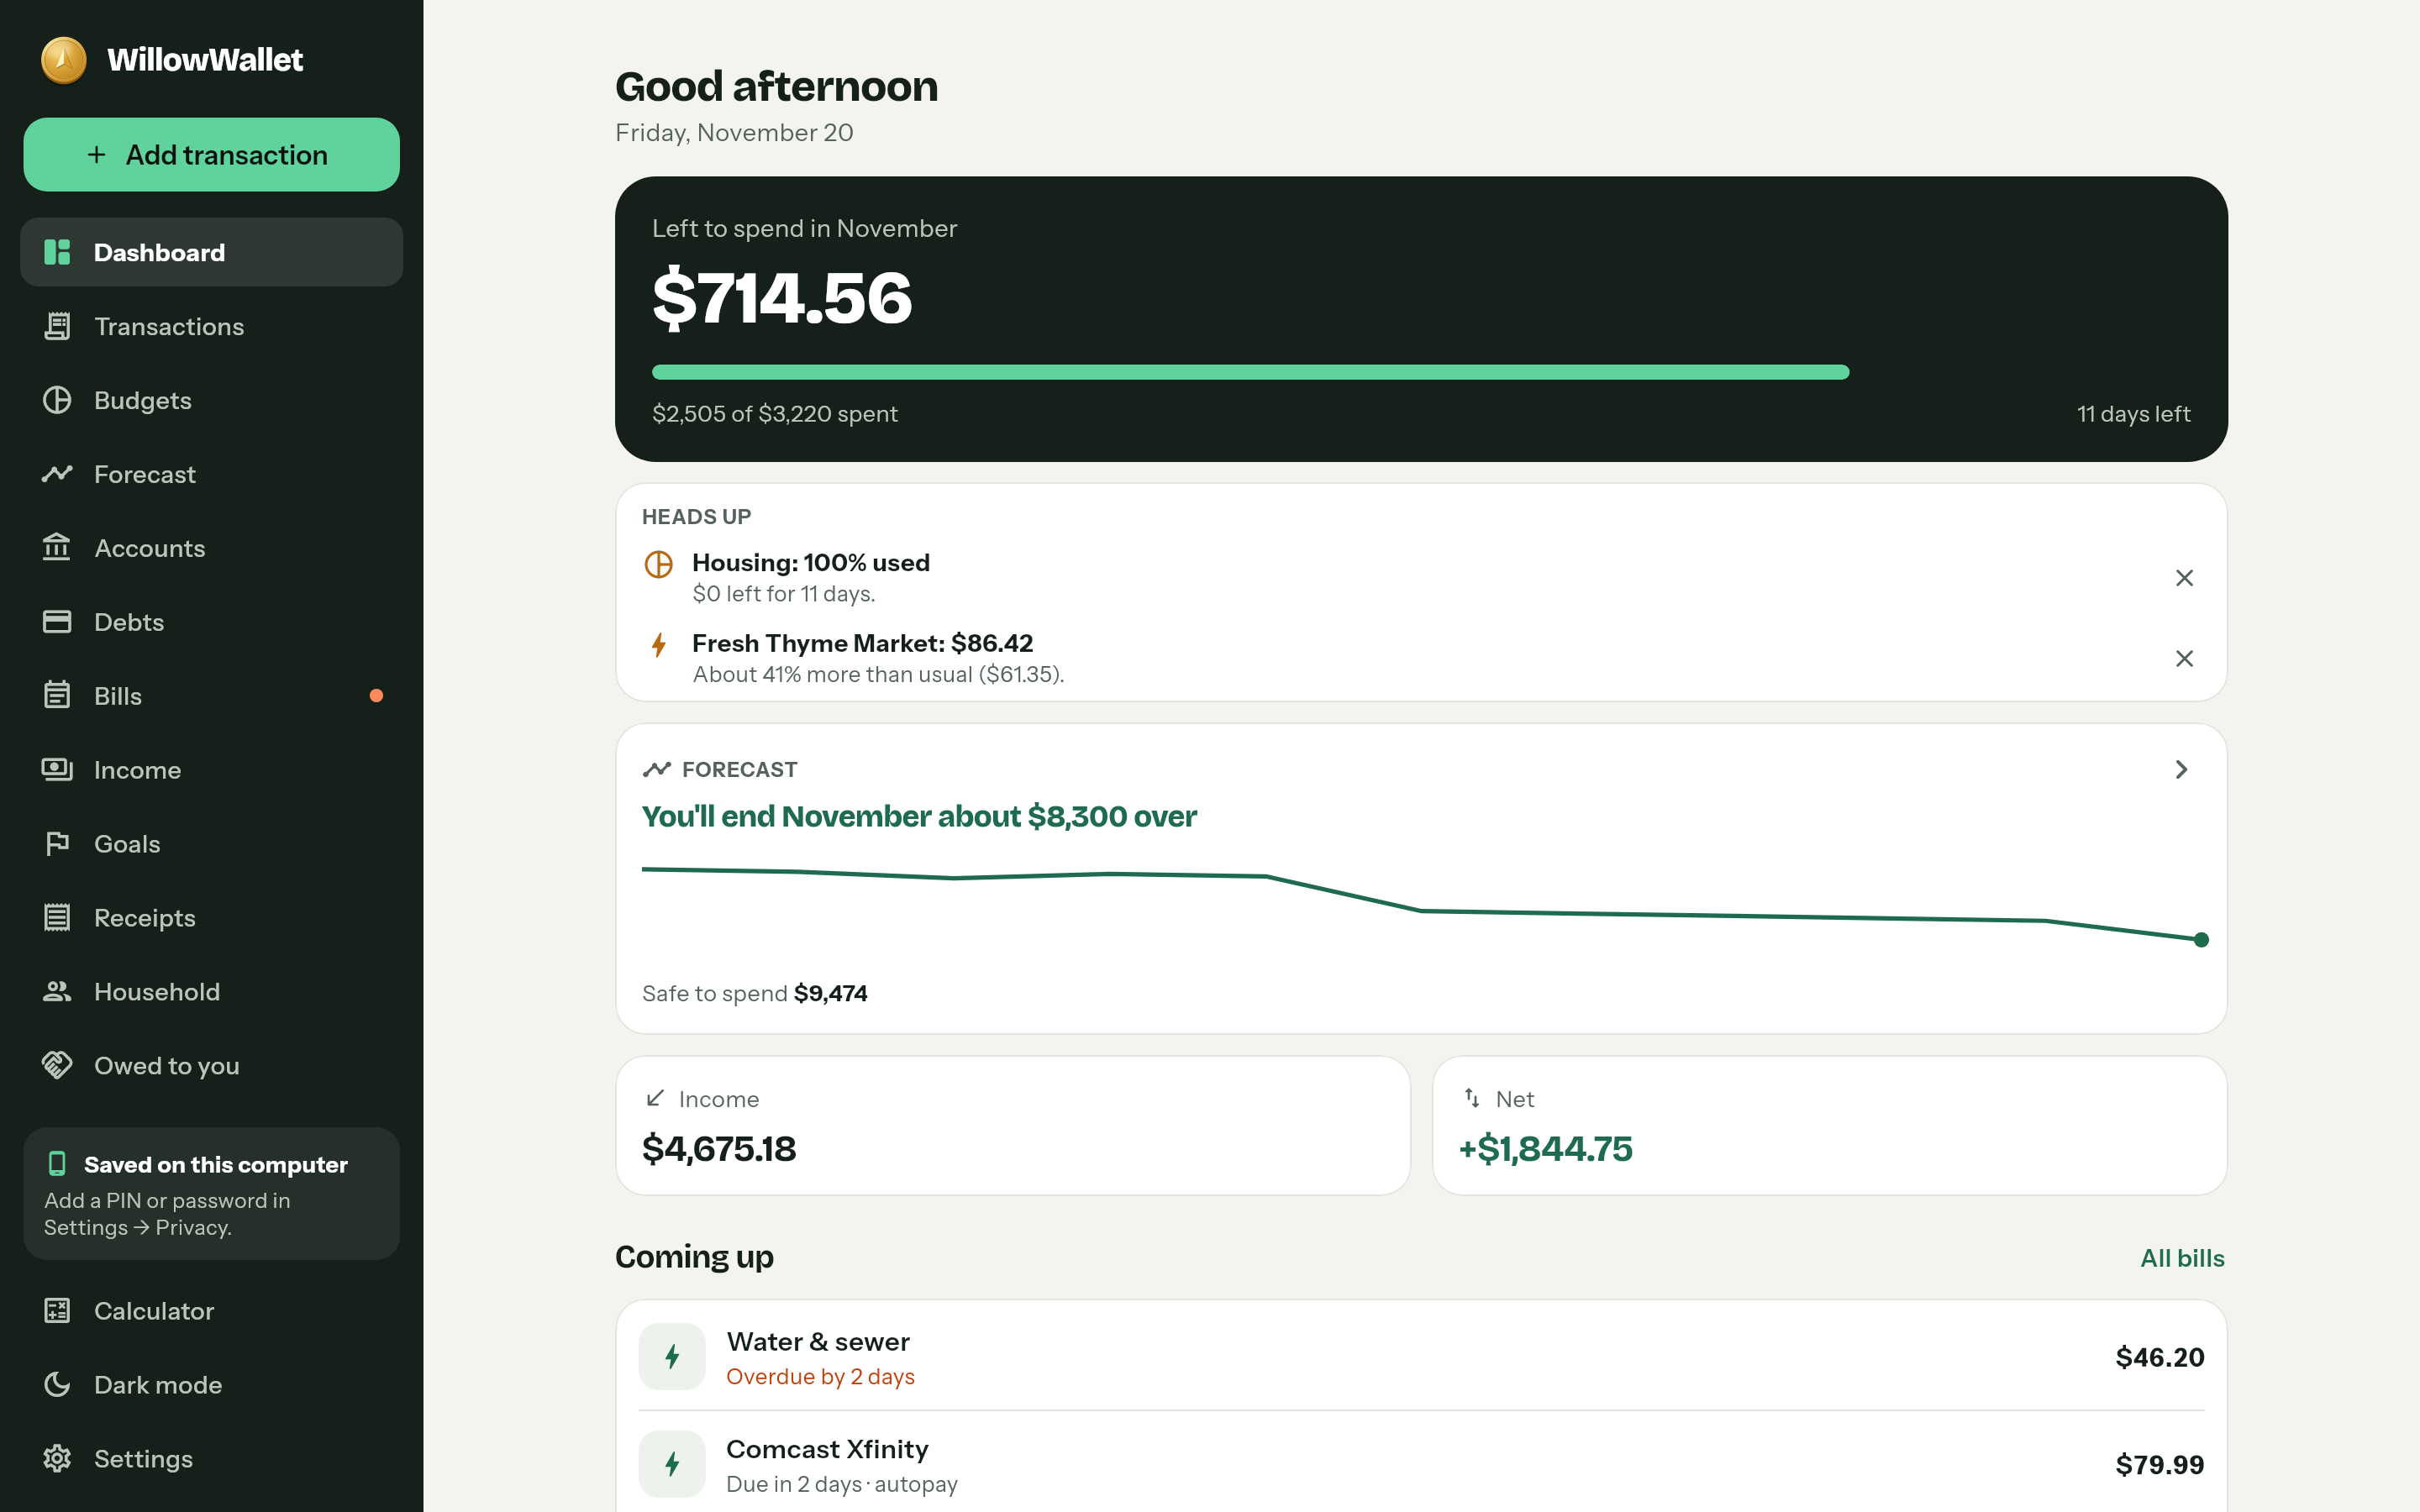 WillowWallet
+ Add transaction
Dashboard
Transactions
Budgets
Forecast
Accounts
Debts
Bills
Income
Goals
Receipts
Household
Owed to you
Saved on this computer
Add a PIN or password in
Settings → Privacy.
Calculator
Dark mode
Settings
Good afternoon
Friday, November 20
Left to spend in November
$714.56
$2,505 of $3,220 spent
11 days left
HEADS UP
Housing: 100% used
$0 left for 11 days.
Fresh Thyme Market: $86.42
About 41% more than usual ($61.35).
FORECAST
You'll end November about $8,300 over
Safe to spend $9,474
Income
$4,675.18
Net
+$1,844.75
Coming up
All bills
Water & sewer
Overdue by 2 days
$46.20
Comcast Xfinity
Due in 2 days · autopay
$79.99